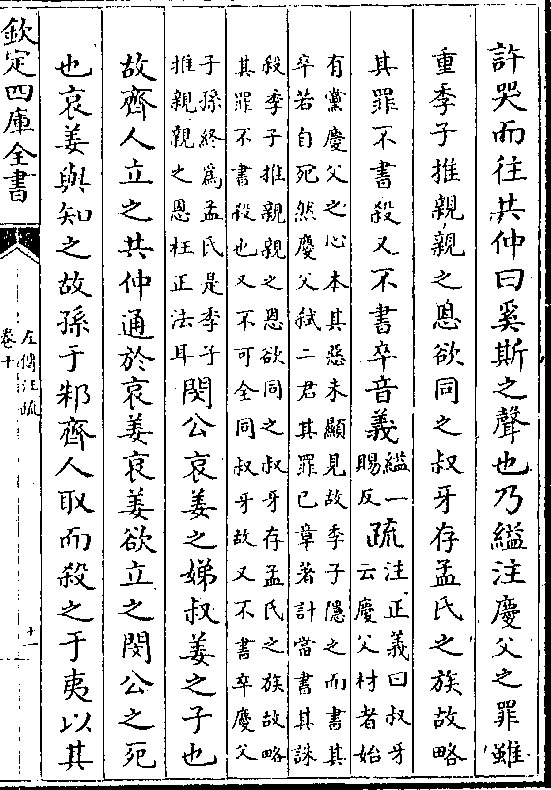 許哭而往共仲曰奚斯之聲也乃縊注慶父之罪雖
重季子推親親之恩欲同之叔牙存孟氏之族故略
其罪不書殺又不書卒音義縊一賜反疏注正義曰叔牙云慶父材者始
有黨慶父之心本其惡未顯見故季子隱之而書其
卒若自死然慶父弑二君其罪已章著計當書其誅
殺季子推親親之恩欲同之叔牙存孟氏之族故略
其罪不書殺也又不可全同叔牙故又不書卒慶父
子孫終爲孟氏是季子
推親親之恩枉正法耳
閔公哀姜之娣叔姜之子也
故齊人立之共仲通於哀姜哀姜欲立之閔公之死
也哀姜與知之故孫于邾齊人取而殺之于夷以其
欽定四庫全書
左傳注疏
卷十
十一